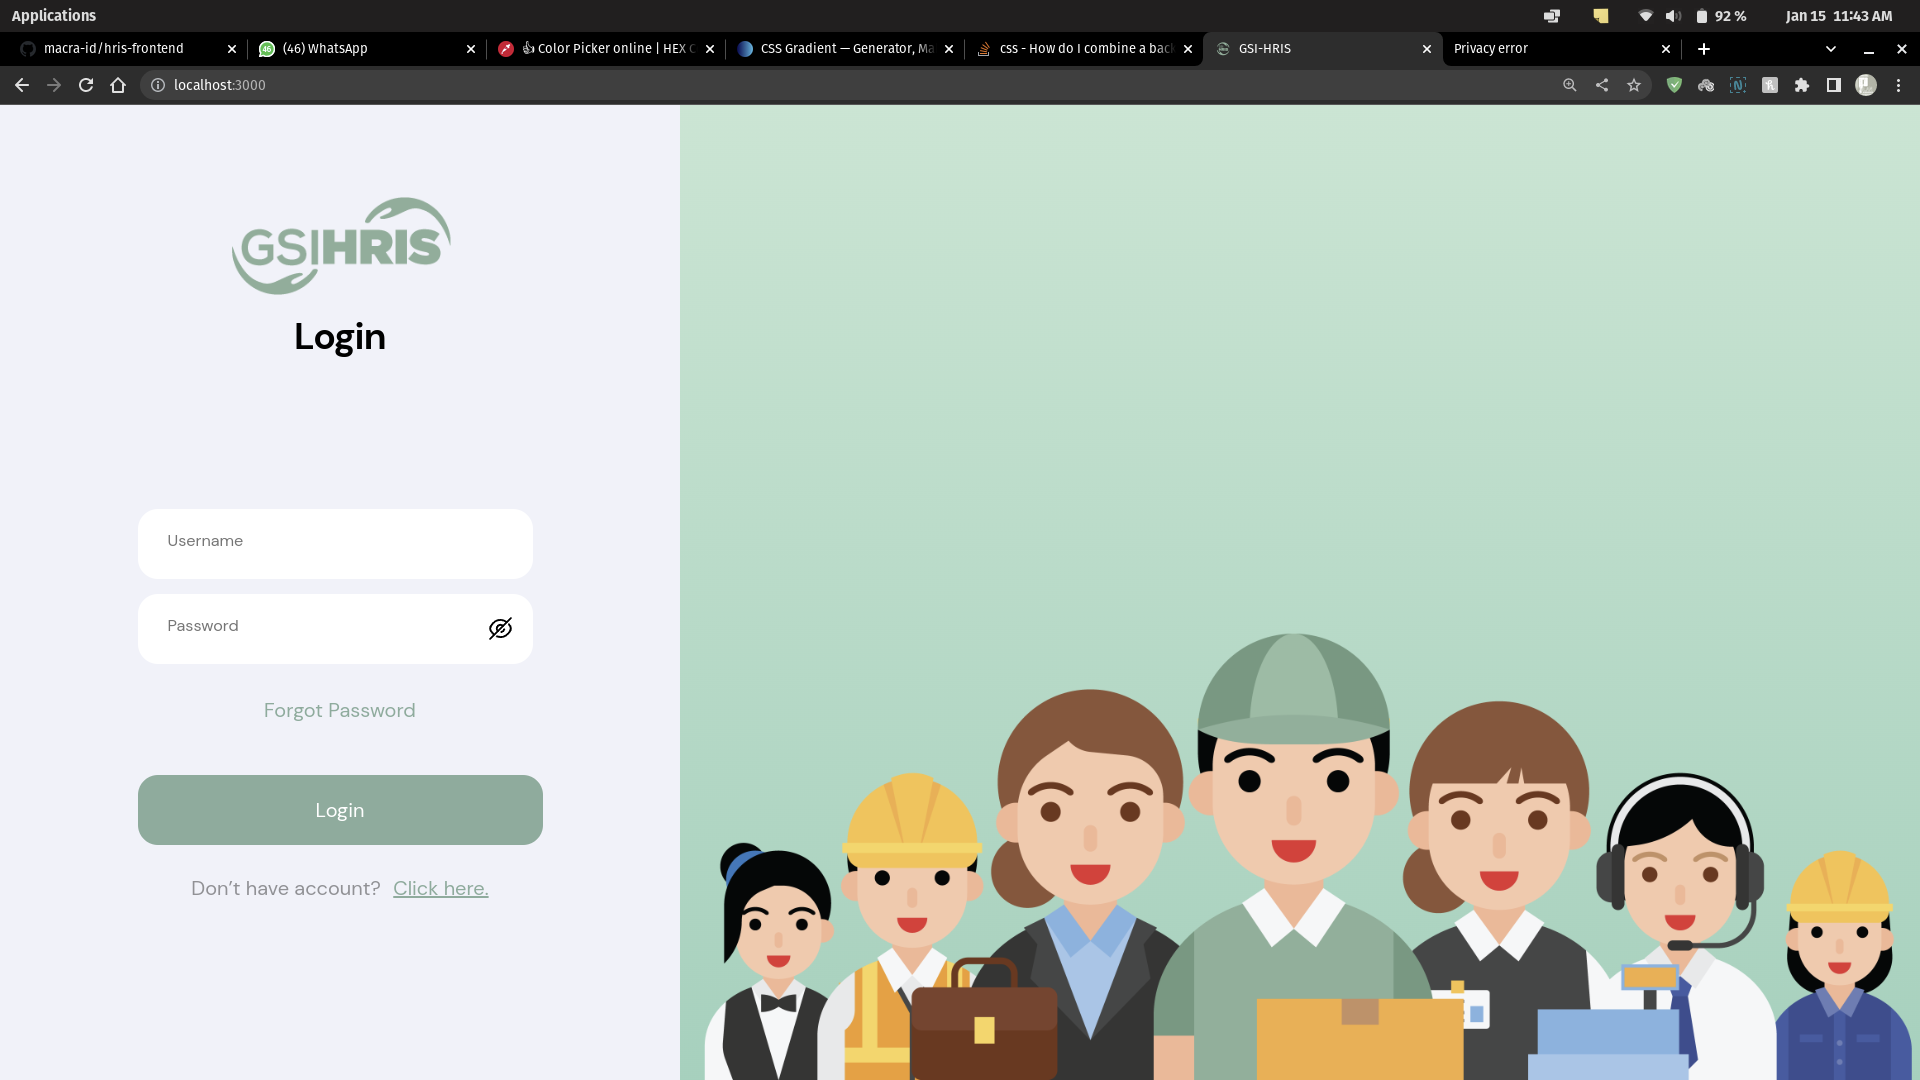 Applications
92 %
Jan 15 11:43 AM
macra-id/hris-frontend
(46) WhatsApp
Color Picker online | HEX C
CSS Gradient — Generator, Ma
css - How do I combine a back
GSI-HRIS
Privacy error
localhost:3000
GSIHRIS
Login
Username
Password
Forgot Password
Login
Don’t have account? Click here.